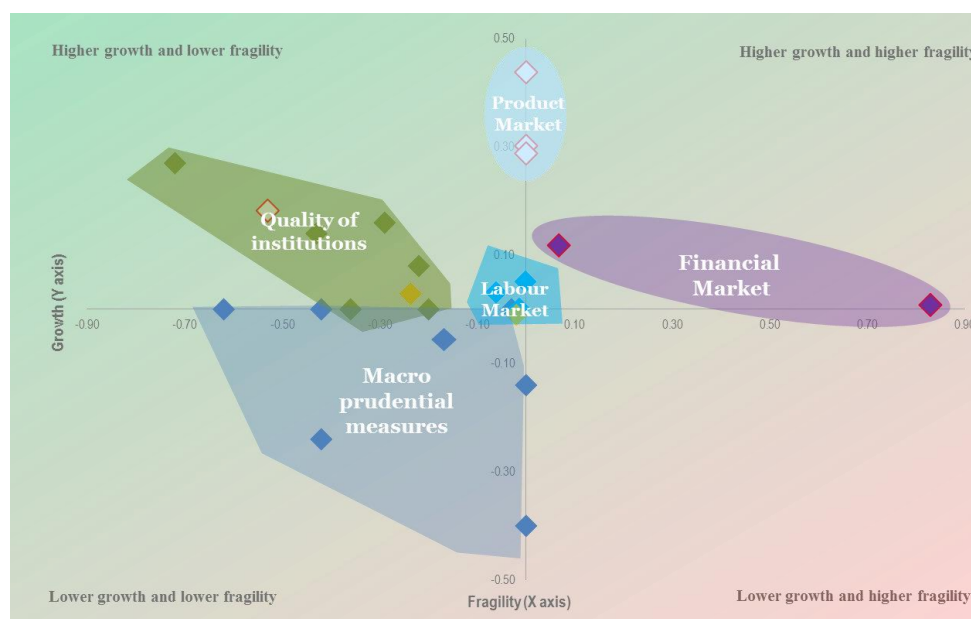 0.50
Higher growth and lower fragility
Higher growth and higher fragility
Product
Market
0.30
Quality of
institutions
0.10
Financial
Market
Labour
Market
Growth (Y axis)
-0.90
-0.70
-0.50
-0.30
-0.10
0.10
0.30
0.50
0.70
0.90
-0.10
Macro
prudential
measures
-0.30
-0.50
Lower growth and lower fragility
Fragility (X axis)
Lower growth and higher fragility